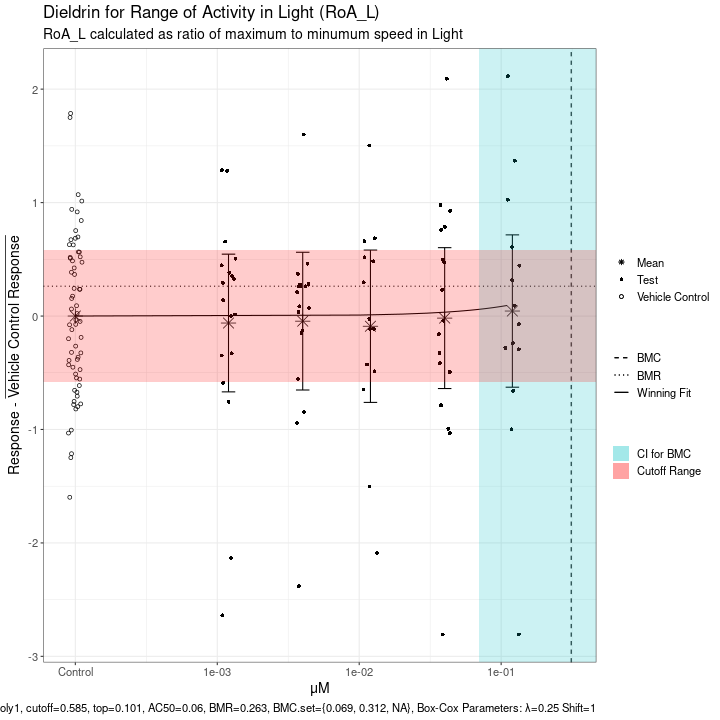 Dieldrin for Range of Activity in Light (RoA_L)
RoA_L calculated as ratio of maximum to minumum speed in Light
Response - Vehicle Control Response
2
1
0
-1
-2
-3
Control
1e-03
1e-02
1e-01
µM
Mean
Test
Vehicle Control
BMC
BMR
Winning Fit
CI for BMC
Cutoff Range
oly1, cutoff=0.585, top=0.101, AC50=0.06, BMR=0.263, BMC.set={0.069, 0.312, NA}, Box-Cox Parameters: λ=0.25 Shift=1